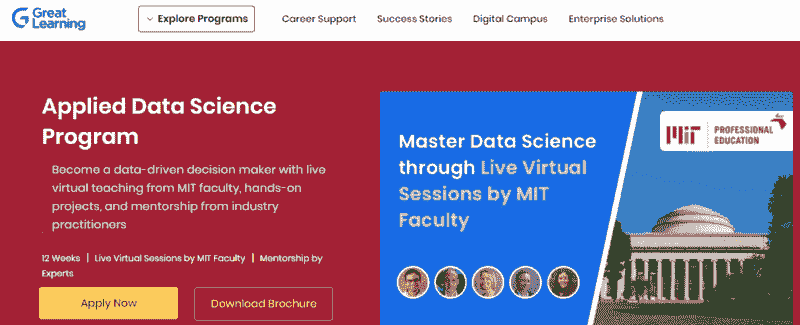 Great
Learning
Explore Programs
Career Support
Success Stories
Digital Campus
Enterprise Solutions
Applied Data Science
Program
Become a data-driven decision maker with live
virtual teaching from MIT faculty, hands-on
projects, and mentorship from industry
practitioners
12 Weeks | Live Virtual Sessions by MIT Faculty | Mentorship by
Experts
Apply Now
Download Brochure
Master Data Science
through Live Virtual
Sessions by MIT
Faculty
MIT
PROFESSIONAL
EDUCATION